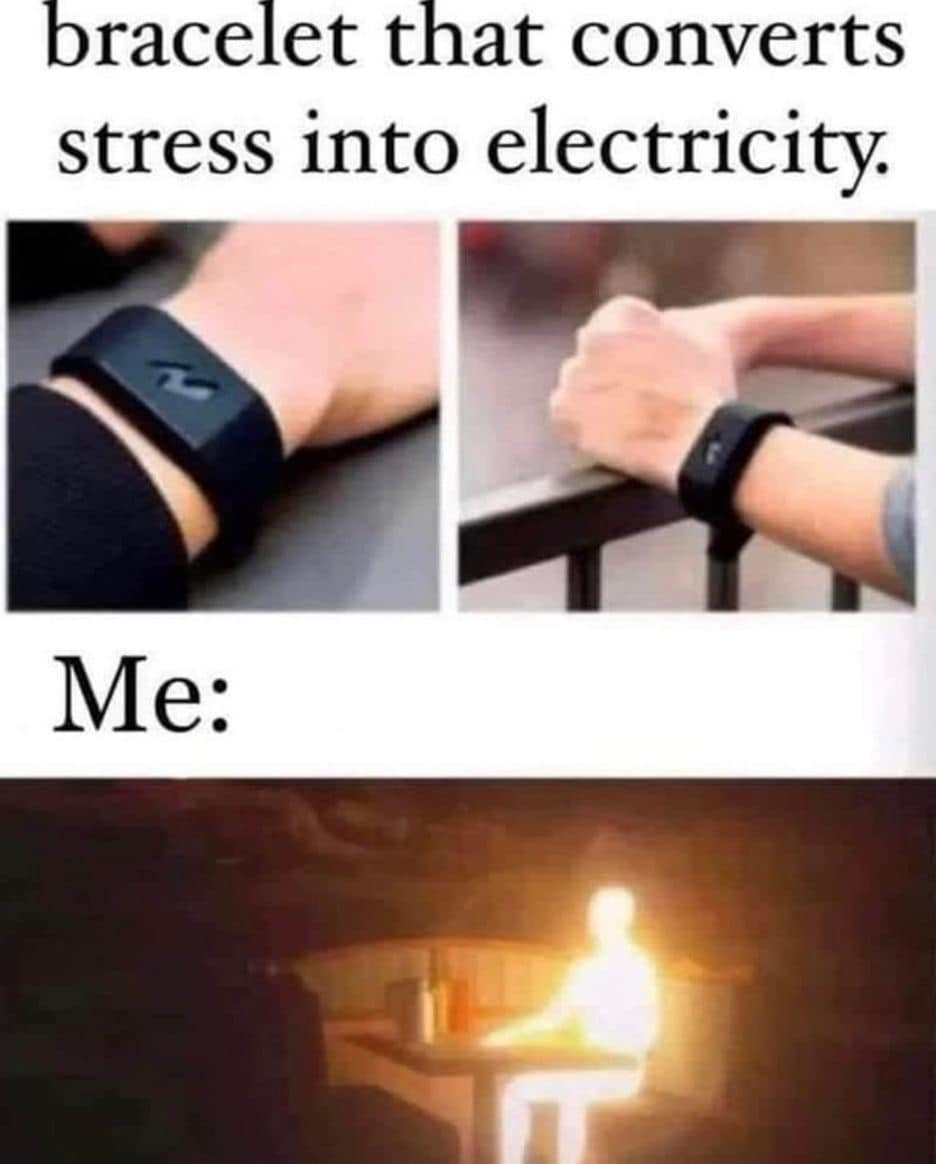 bracelet that converts
stress into electricity.
Me: